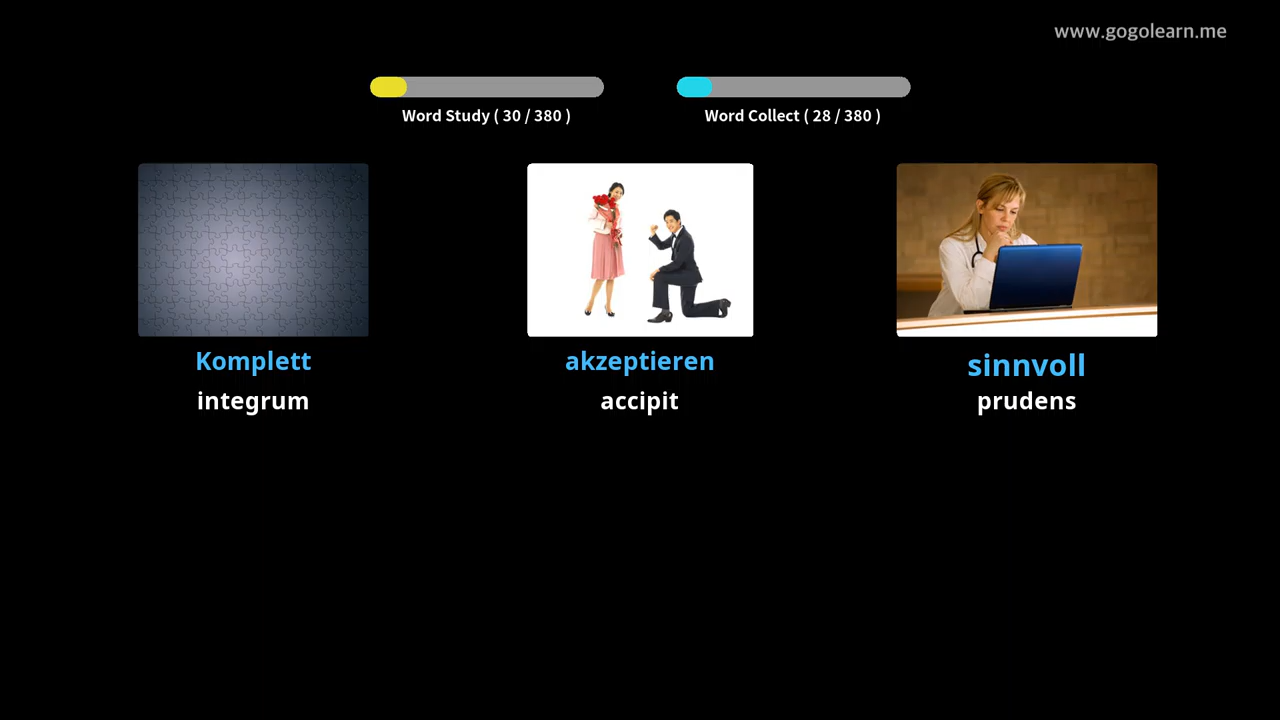 www.gogolearn.me
Word Study ( 30 / 380 )
Word Collect ( 28 / 380 )
Komplett
akzeptieren
sinnvoll
integrum
accipit
prudens